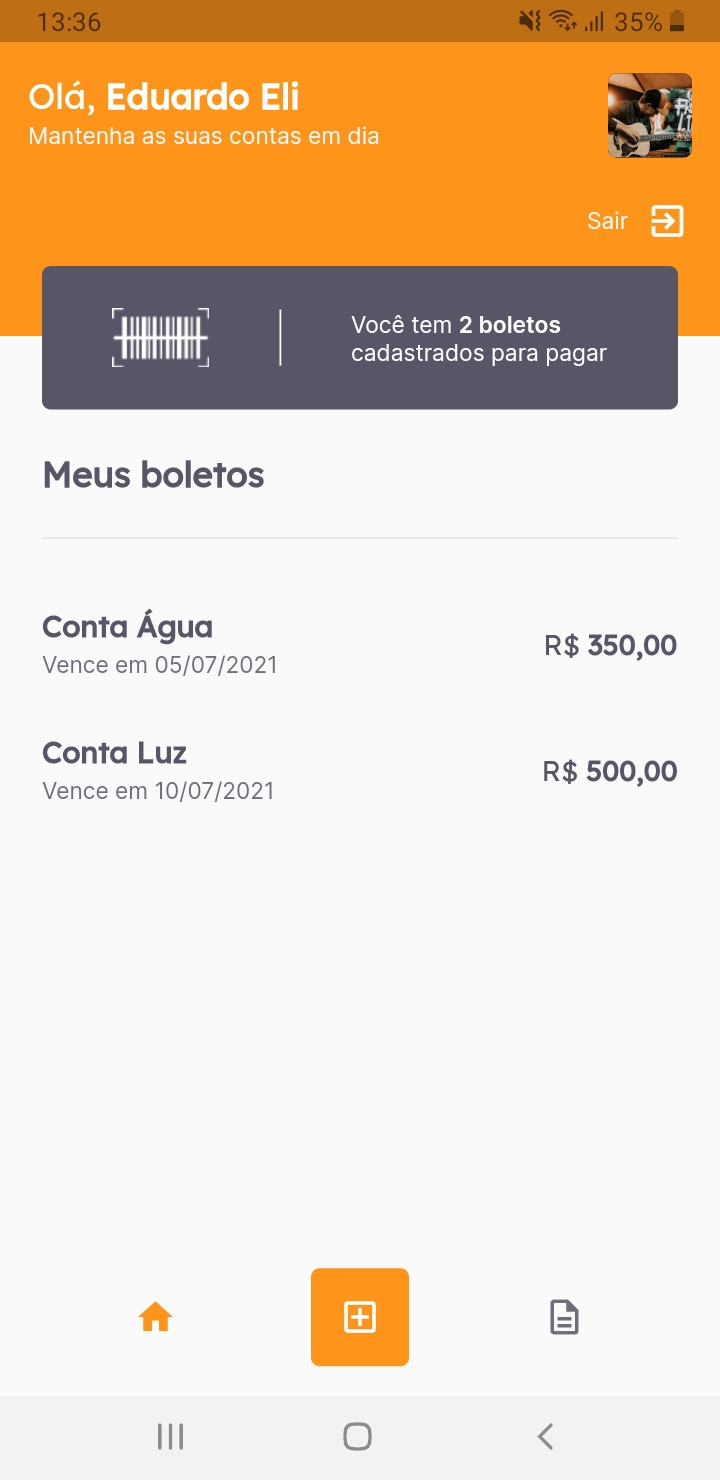 13:36
35%
Olá, Eduardo Eli
Mantenha as suas contas em dia
Sair
Você tem 2 boletos
cadastrados para pagar
Meus boletos
Conta Água
R$ 350,00
Vence em 05/07/2021
Conta Luz
R$ 500,00
Vence em 10/07/2021